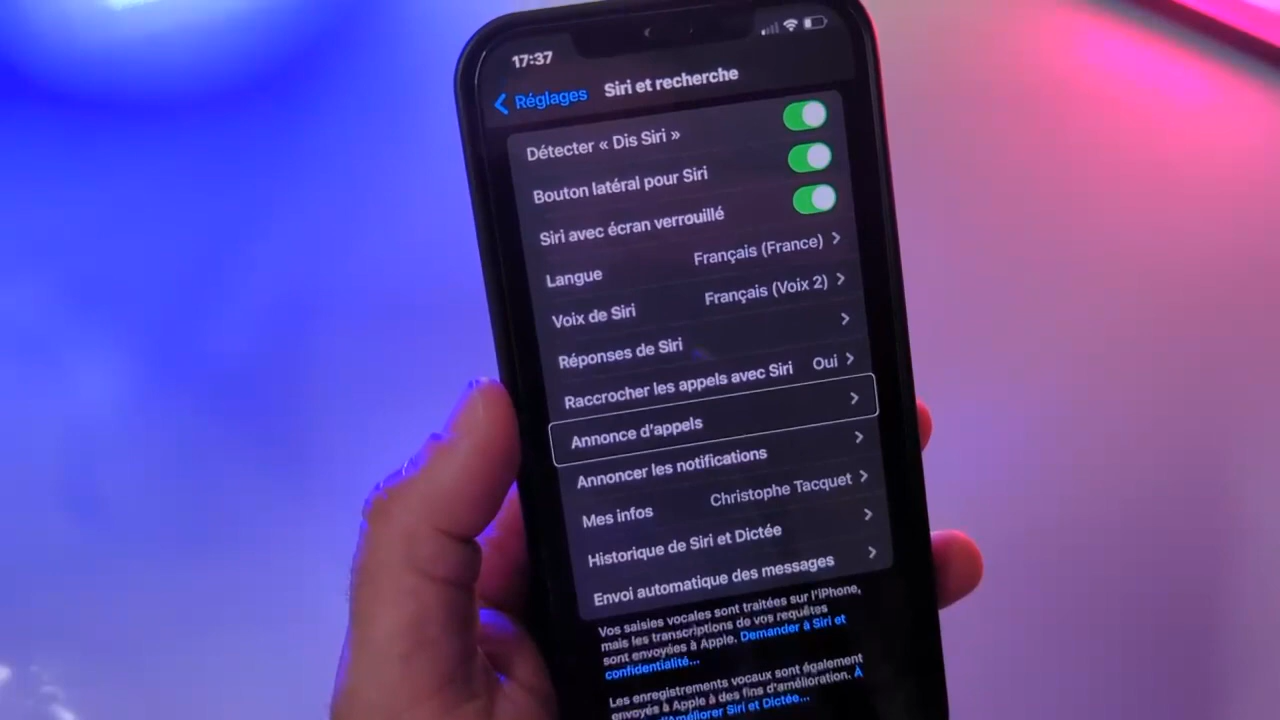 17:37
Réglages Siri et recherche
Détecter « Dis Siri »
Bouton latéral pour Siri
Siri avec écran verrouillé
Langue Français (France)
Voix de Siri Français (Voix 2)
Réponses de Siri
Raccrocher les appels avec Siri Oui
Annonce d'appels
Annoncer les notifications
Mes infos Christophe Tacquet
Historique de Siri et Dictée
Envoi automatique des messages
Vos saisies vocales sont traitées sur l'iPhone,
mais les transcriptions de vos requêtes
sont envoyées à Apple. Demander à Siri et
confidentialité...
Les enregistrements vocaux sont également
envoyés à Apple à des fins d'amélioration. À
d'Améliorer Siri et Dictée...